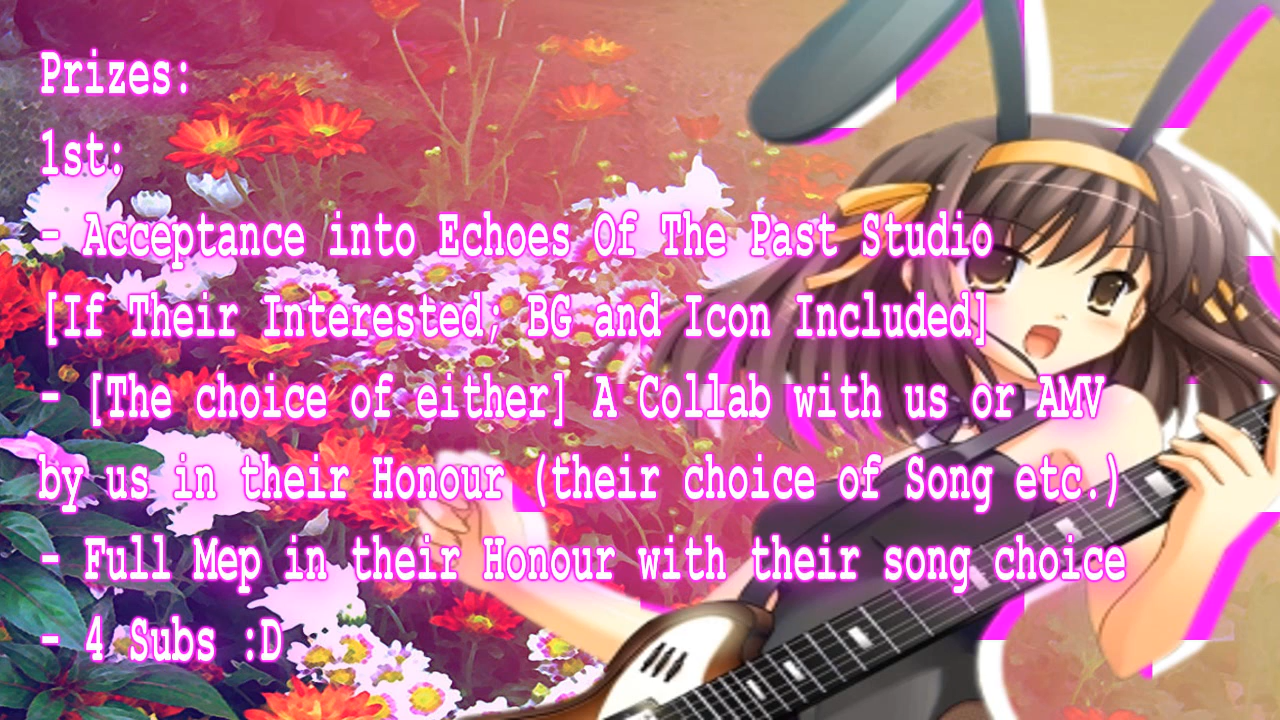 Prizes:
1st:
- Acceptance into Echoes Of The Past Studio
[If Their Interested; BG and Icon Included]
- [The choice of either] A Collab with us or AMV
by us in their Honour (their choice of Song etc.)
- Full Mep in their Honour with their song choice
- 4 Subs :D